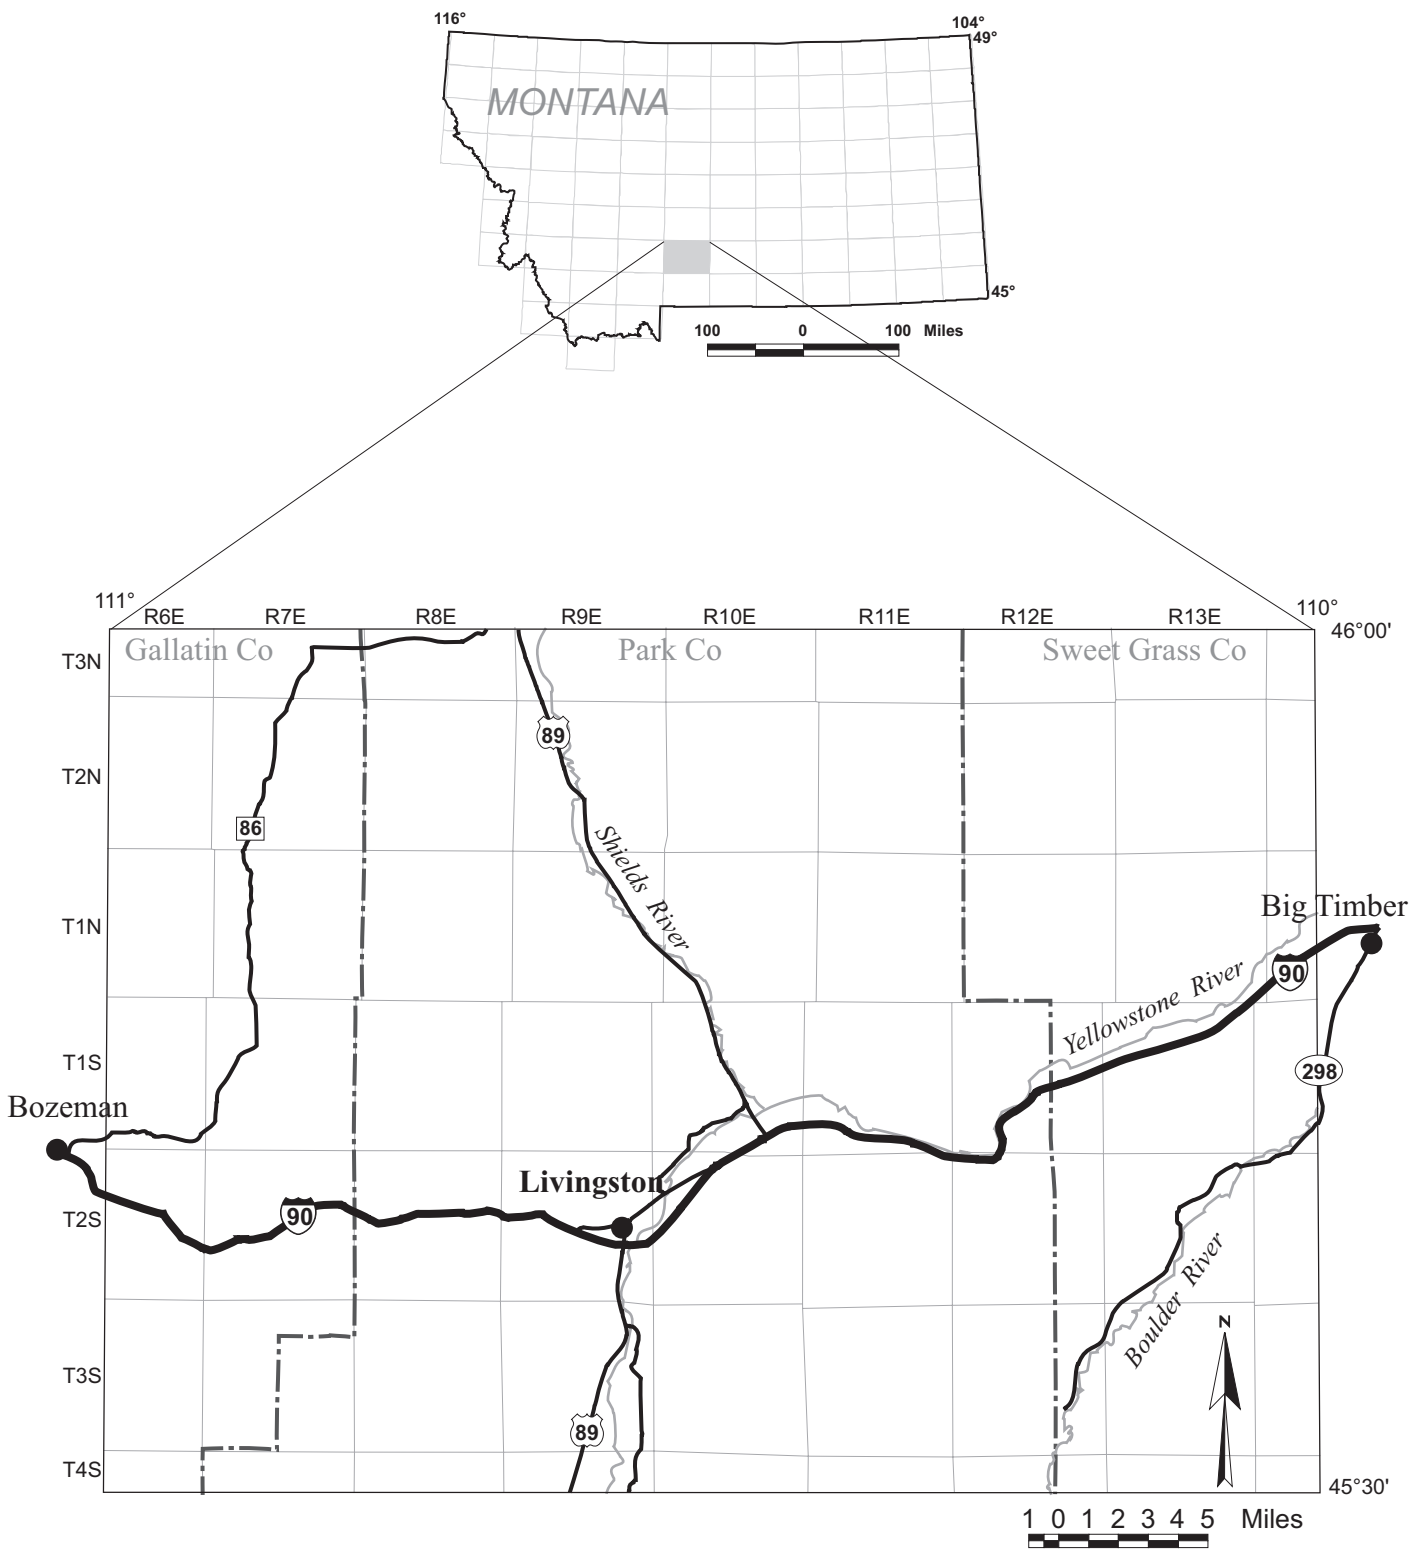 116°
104°
49°
MONTANA
45°
100 0 100 Miles
111°
110°
R6E R7E R8E R9E R10E R11E R12E R13E
46°00'
Gallatin Co Park Co Sweet Grass Co
T3N
89
T2N
86
Shields River
Big Timber
T1N
90
Yellowstone River
T1S
298
Bozeman
Livingston
T2S
90
Boulder River
N
T3S
89
T4S
45°30'
1 0 1 2 3 4 5 Miles